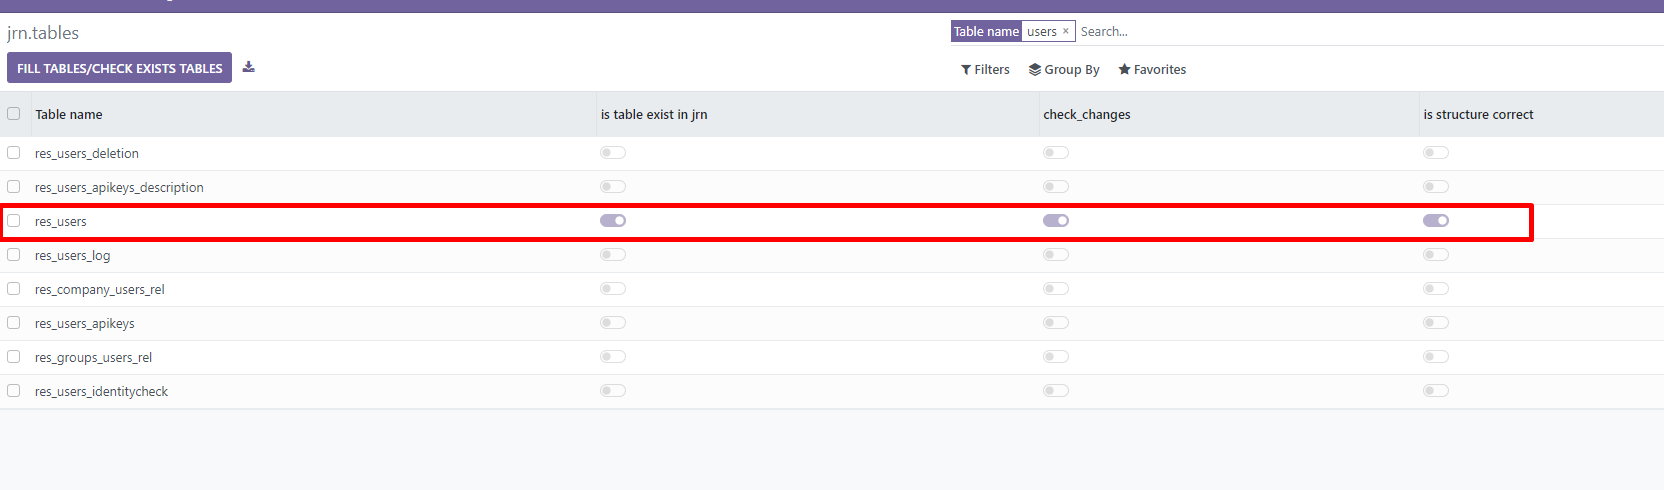 jrn.tables
Table name users × Search...
FILL TABLES/CHECK EXISTS TABLES
Filters Group By Favorites
Table name is table exist in jrn check_changes is structure correct
res_users_deletion
res_users_apikeys_description
res_users
res_users_log
res_company_users_rel
res_users_apikeys
res_groups_users_rel
res_users_identitycheck